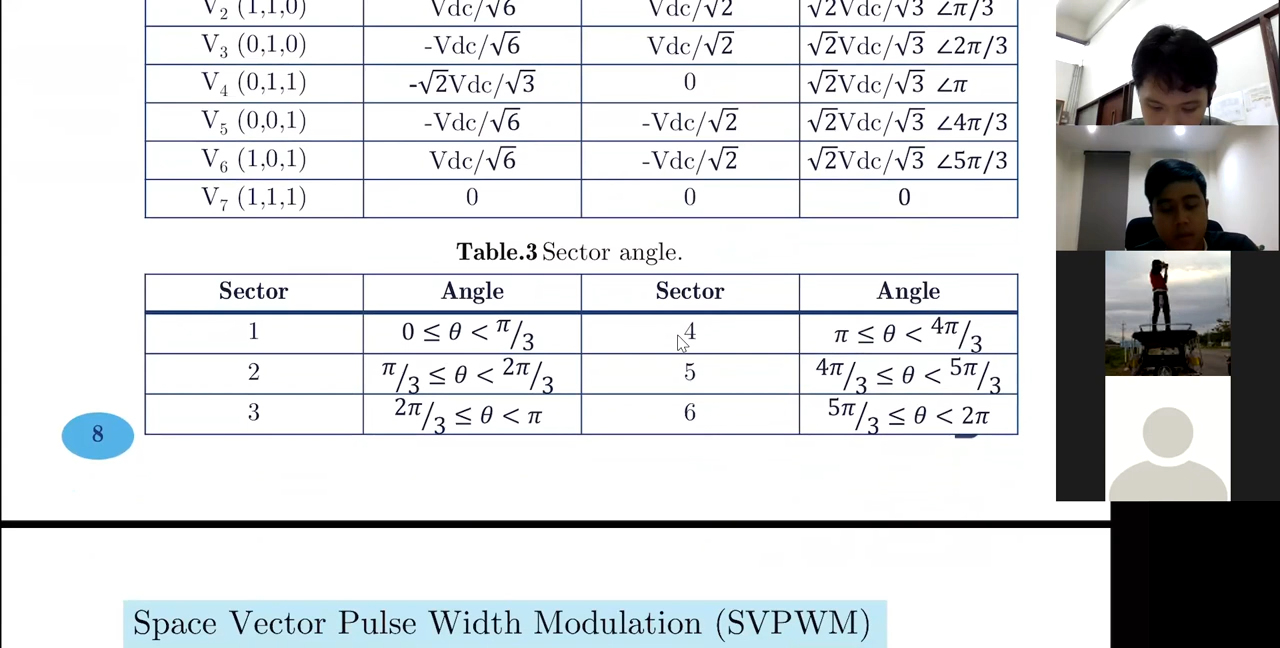 V₂ (1,1,0) Vdc/√6 Vdc/√2 √2Vdc/√3 ∠π/3
V₃ (0,1,0) -Vdc/√6 Vdc/√2 √2Vdc/√3 ∠2π/3
V₄ (0,1,1) -√2Vdc/√3 0 √2Vdc/√3 ∠π
V₅ (0,0,1) -Vdc/√6 -Vdc/√2 √2Vdc/√3 ∠4π/3
V₆ (1,0,1) Vdc/√6 -Vdc/√2 √2Vdc/√3 ∠5π/3
V₇ (1,1,1) 0 0 0
Table.3 Sector angle.
Sector Angle Sector Angle
1 0 ≤ θ < π/3 4 π ≤ θ < 4π/3
2 π/3 ≤ θ < 2π/3 5 4π/3 ≤ θ < 5π/3
3 2π/3 ≤ θ < π 6 5π/3 ≤ θ < 2π
8
Space Vector Pulse Width Modulation (SVPWM)